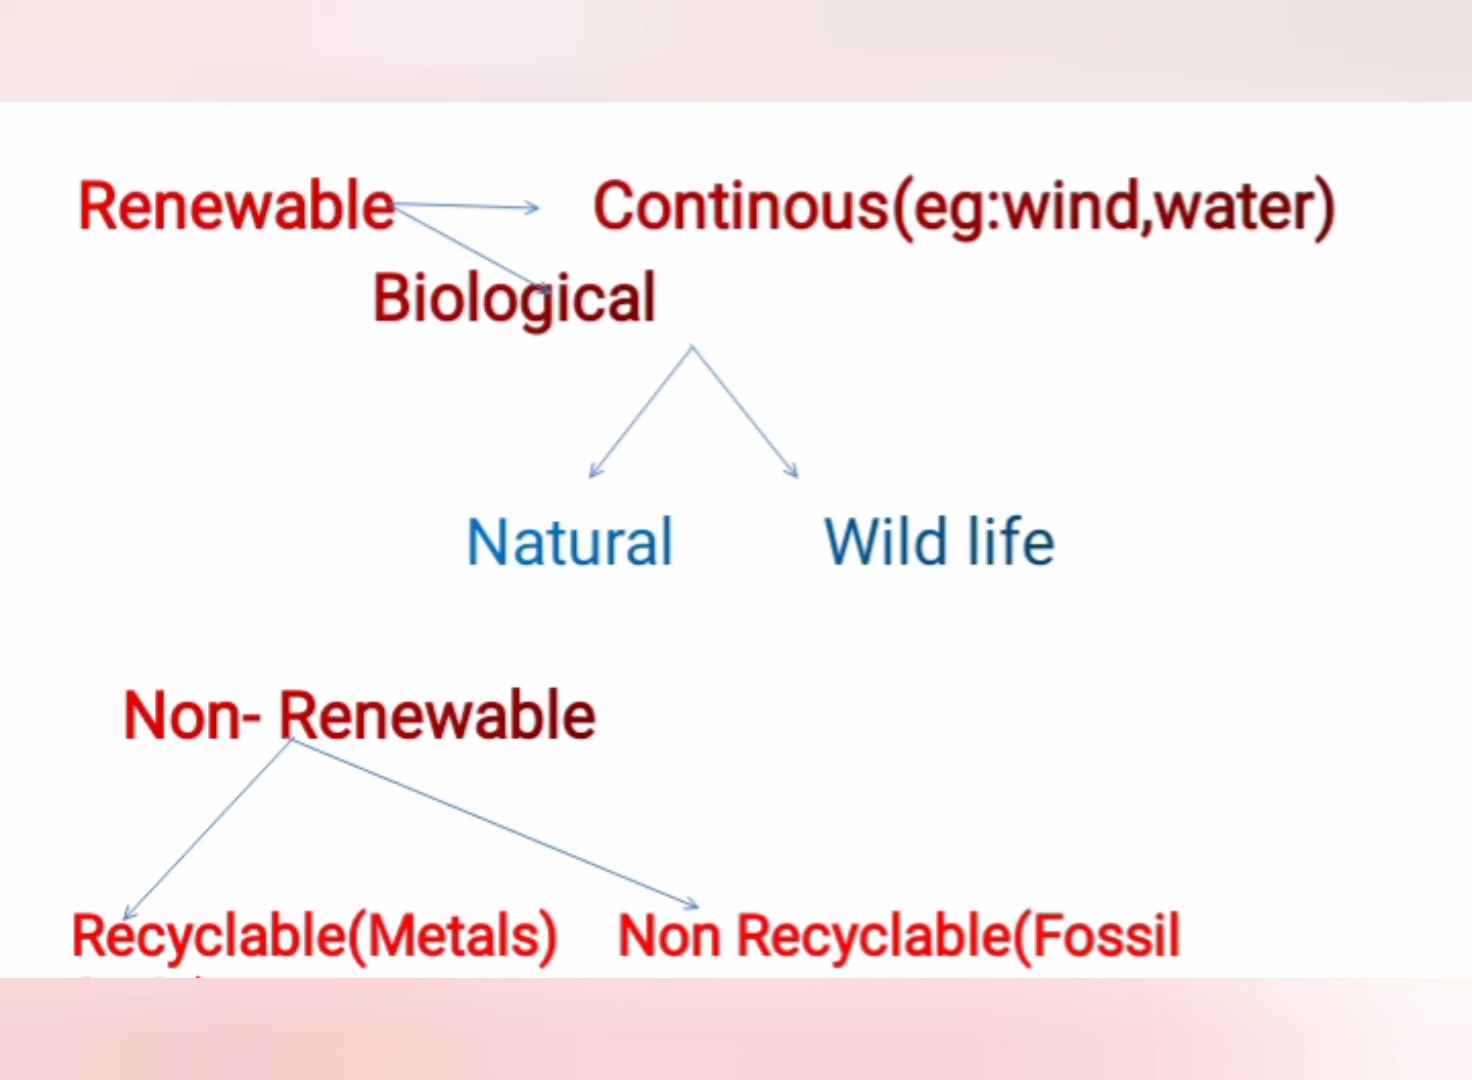 Renewable Continous(eg:wind,water)
Biological
Natural Wild life
Non- Renewable
Recyclable(Metals) Non Recyclable(Fossil